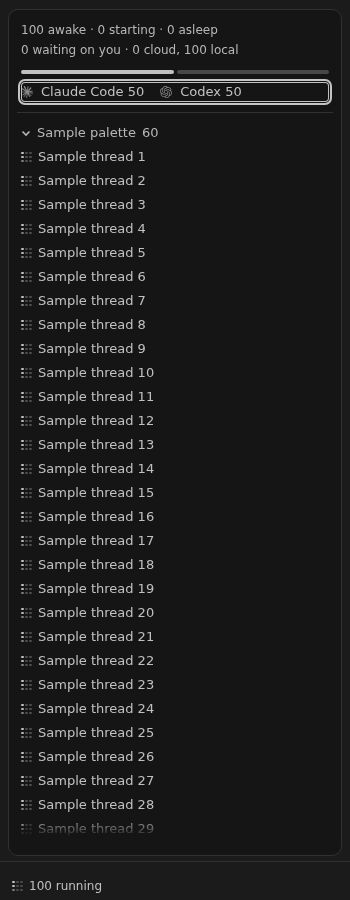 100 awake · 0 starting · 0 asleep
0 waiting on you · 0 cloud, 100 local
Claude Code 50 Codex 50
Sample palette 60
Sample thread 1
Sample thread 2
Sample thread 3
Sample thread 4
Sample thread 5
Sample thread 6
Sample thread 7
Sample thread 8
Sample thread 9
Sample thread 10
Sample thread 11
Sample thread 12
Sample thread 13
Sample thread 14
Sample thread 15
Sample thread 16
Sample thread 17
Sample thread 18
Sample thread 19
Sample thread 20
Sample thread 21
Sample thread 22
Sample thread 23
Sample thread 24
Sample thread 25
Sample thread 26
Sample thread 27
Sample thread 28
Sample thread 29
100 running